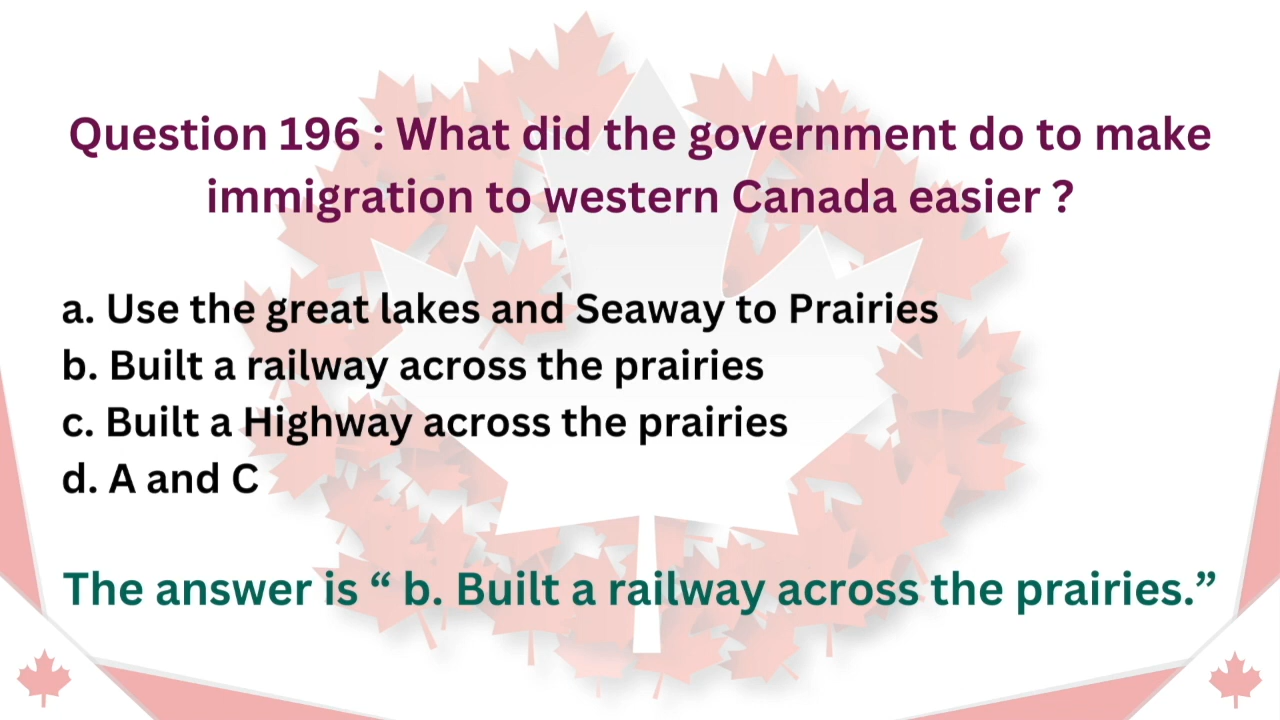 Question 196 : What did the government do to make
immigration to western Canada easier ?
a. Use the great lakes and Seaway to Prairies
b. Built a railway across the prairies
c. Built a Highway across the prairies
d. A and C
The answer is “ b. Built a railway across the prairies.”